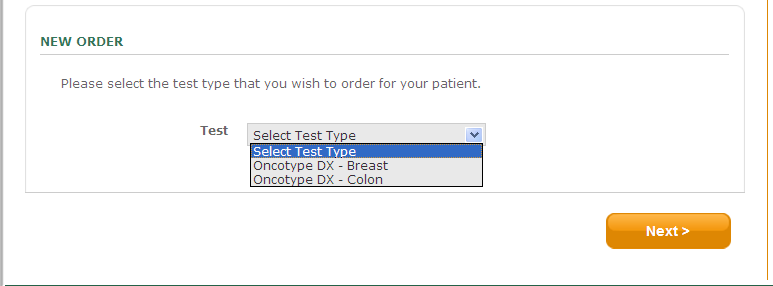 NEW ORDER
Please select the test type that you wish to order for your patient.
Test
Select Test Type
Select Test Type
Oncotype DX - Breast
Oncotype DX - Colon
Next >